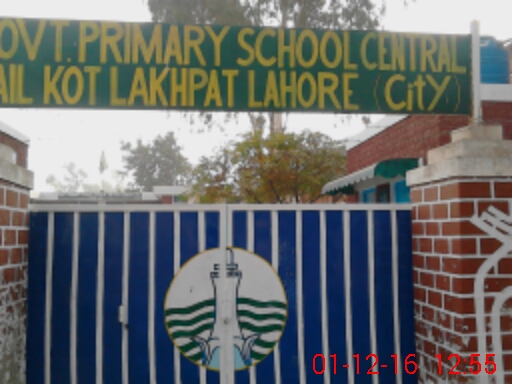 OVT. PRIMARY SCHOOL CENTRAL
AIL KOT LAKHPAT LAHORE (CiTY)
01-12-16 12:55